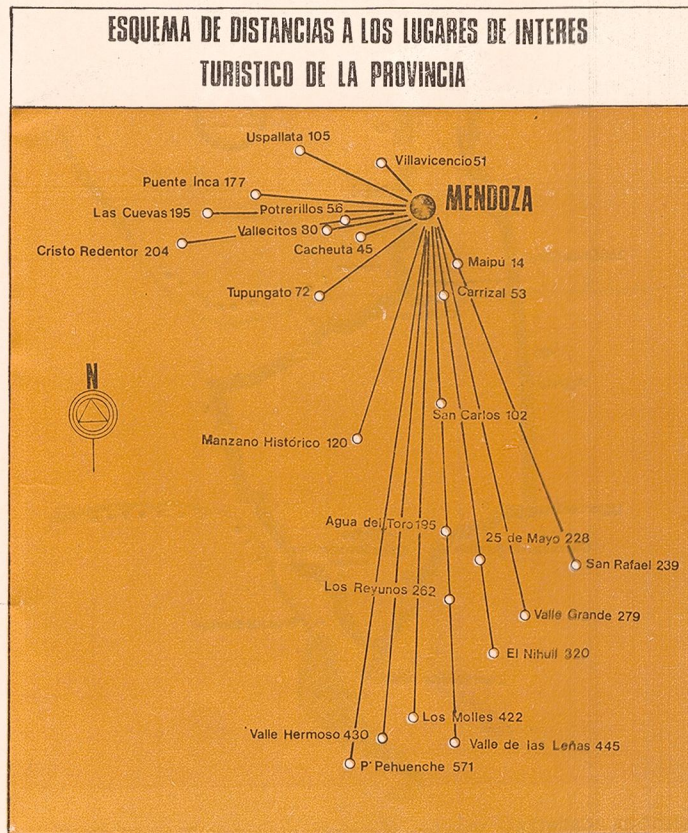 ESQUEMA DE DISTANCIAS A LOS LUGARES DE INTERES
TURISTICO DE LA PROVINCIA
Uspallata 105
Villavicencio 51
Puente Inca 177
MENDOZA
Las Cuevas 195
Potrerillos 56
Vallecitos 80
Cristo Redentor 204
Cacheuta 45
Maipú 14
Tupungato 72
Carrizal 53
N
San Carlos 102
Manzano Histórico 120
Agua del Toro 195
25 de Mayo 228
San Rafael 239
Los Reyunos 262
Valle Grande 279
El Nihuil 320
Los Molles 422
Valle Hermoso 430
Valle de las Leñas 445
P° Pehuenche 571